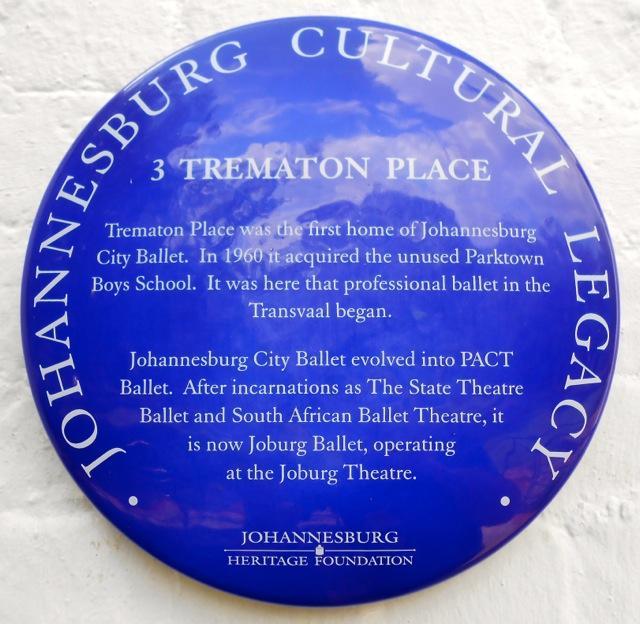 JOHANNESBURG CULTURAL LEGACY
3 TREMATON PLACE
Trematon Place was the first home of Johannesburg
City Ballet. In 1960 it acquired the unused Parktown
Boys School. It was here that professional ballet in the
Transvaal began.
Johannesburg City Ballet evolved into PACT
Ballet. After incarnations as The State Theatre
Ballet and South African Ballet Theatre, it
is now Joburg Ballet, operating
at the Joburg Theatre.
JOHANNESBURG
HERITAGE FOUNDATION